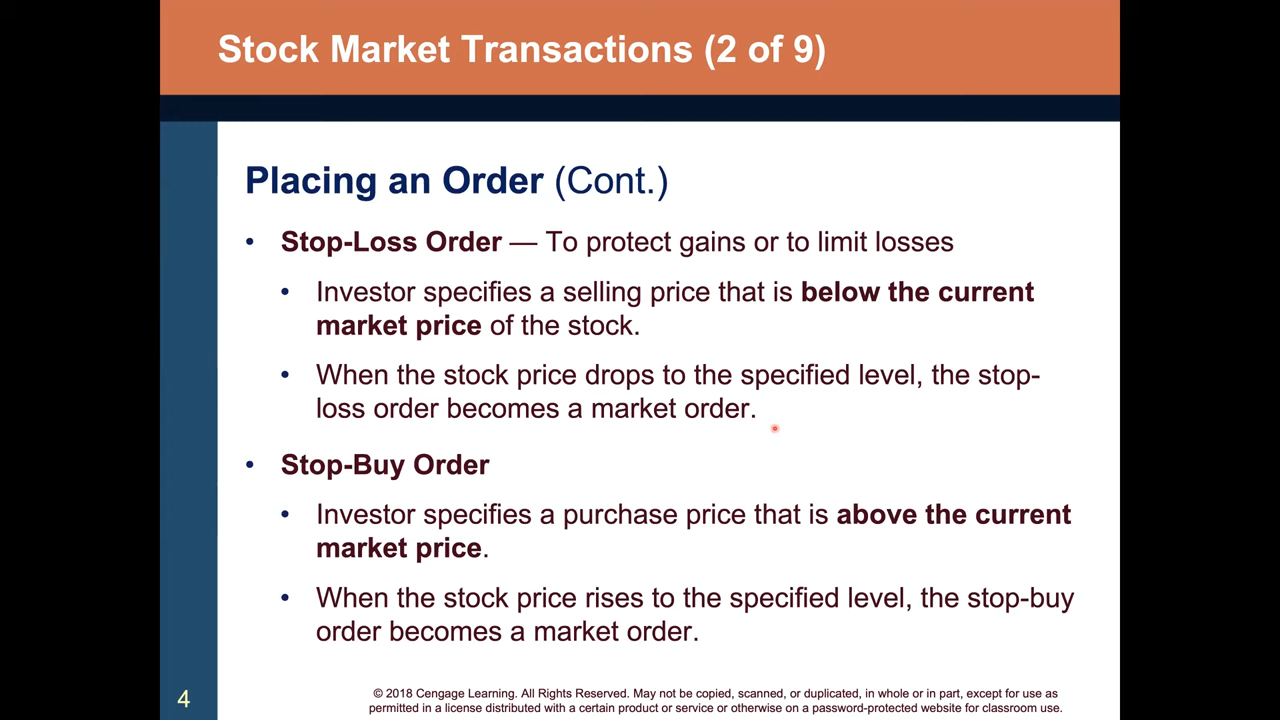 Stock Market Transactions (2 of 9)
Placing an Order (Cont.)
• Stop-Loss Order — To protect gains or to limit losses
• Investor specifies a selling price that is below the current
market price of the stock.
• When the stock price drops to the specified level, the stop-
loss order becomes a market order.
• Stop-Buy Order
• Investor specifies a purchase price that is above the current
market price.
• When the stock price rises to the specified level, the stop-buy
order becomes a market order.
4
© 2018 Cengage Learning. All Rights Reserved. May not be copied, scanned, or duplicated, in whole or in part, except for use as
permitted in a license distributed with a certain product or service or otherwise on a password-protected website for classroom use.